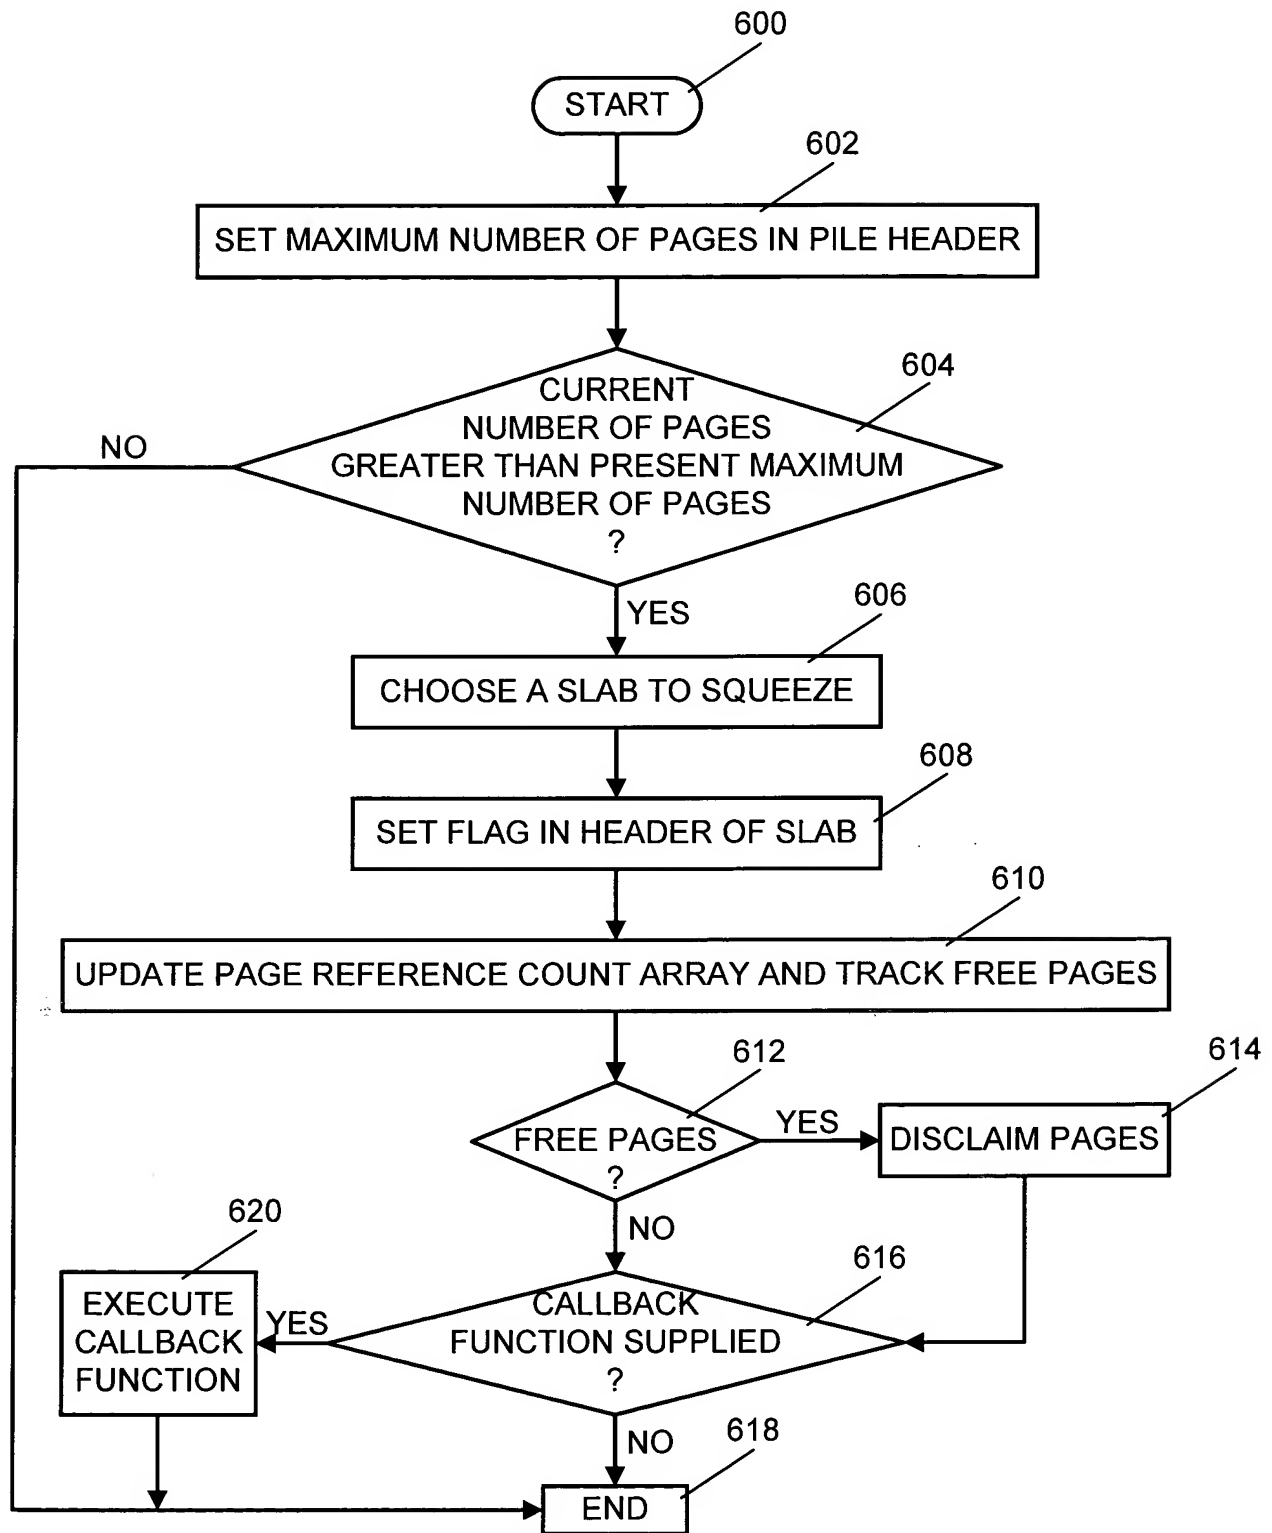 600
START
602
SET MAXIMUM NUMBER OF PAGES IN PILE HEADER
604
CURRENT
NUMBER OF PAGES
GREATER THAN PRESENT MAXIMUM
NUMBER OF PAGES
?
NO
YES
606
CHOOSE A SLAB TO SQUEEZE
608
SET FLAG IN HEADER OF SLAB
610
UPDATE PAGE REFERENCE COUNT ARRAY AND TRACK FREE PAGES
612
FREE PAGES
?
YES
614
DISCLAIM PAGES
NO
616
CALLBACK
FUNCTION SUPPLIED
?
YES
620
EXECUTE
CALLBACK
FUNCTION
NO
618
END